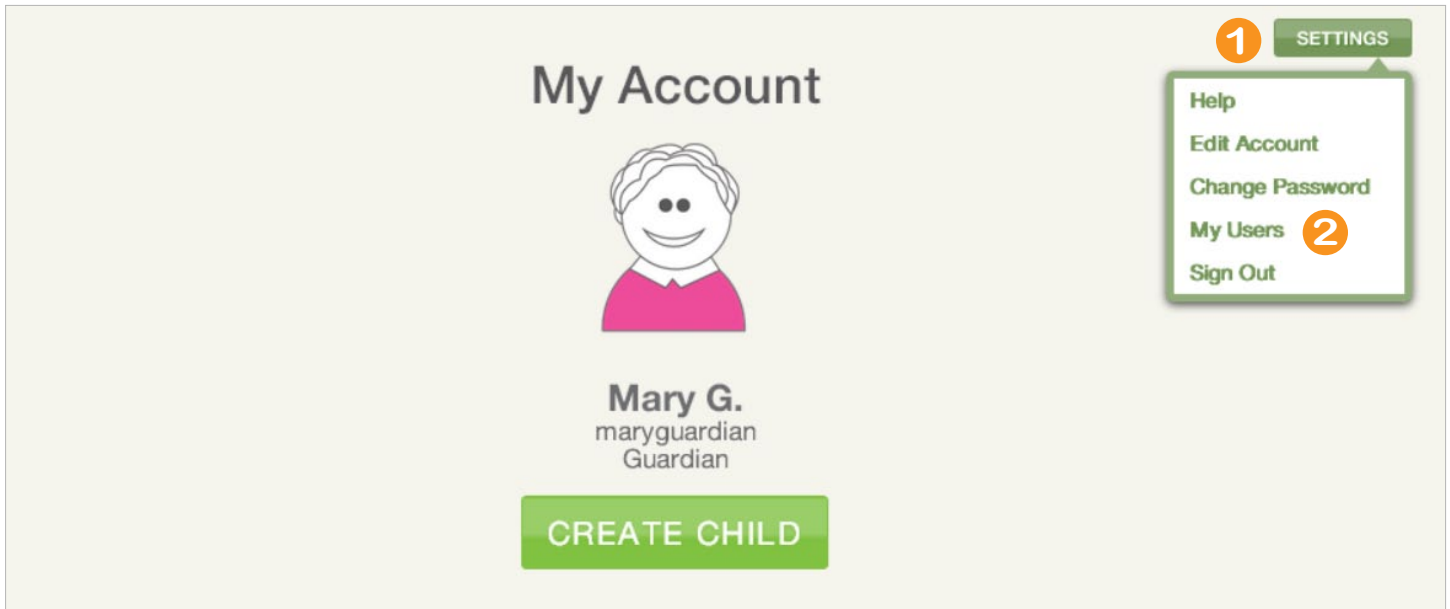 1 SETTINGS
My Account
Help
Edit Account
Change Password
My Users 2
Sign Out
Mary G.
maryguardian
Guardian
CREATE CHILD